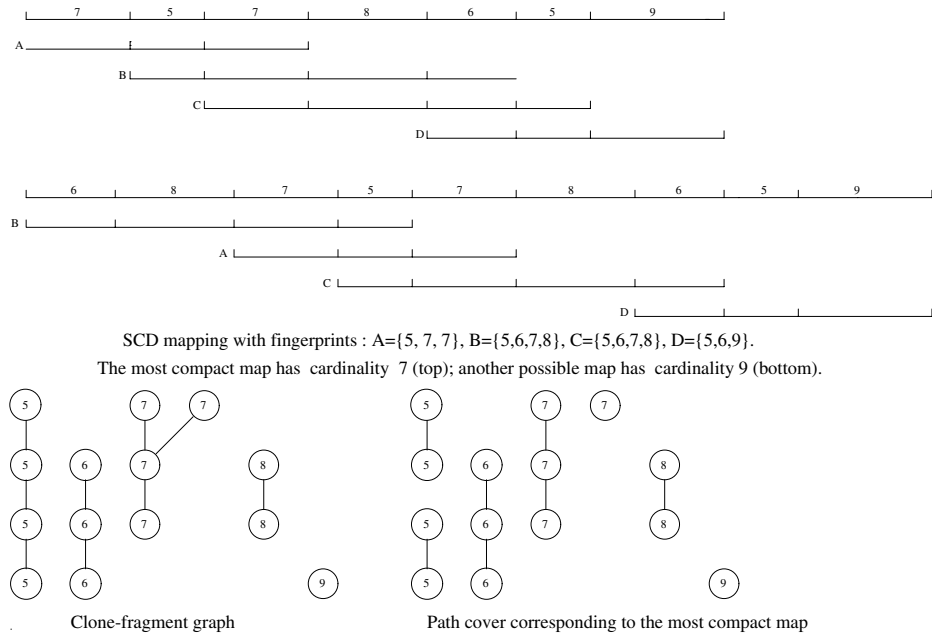 7 5 7 8 6 5 9
A
B
C
D
6 8 7 5 7 8 6 5 9
B
A
C
D
SCD mapping with fingerprints : A={5, 7, 7}, B={5,6,7,8}, C={5,6,7,8}, D={5,6,9}.
The most compact map has cardinality 7 (top); another possible map has cardinality 9 (bottom).
5 7 7 5 7 7
5 6 7 8 5 6 7 8
5 6 7 8 5 6 7 8
5 6 9 5 6 9
Clone-fragment graph Path cover corresponding to the most compact map